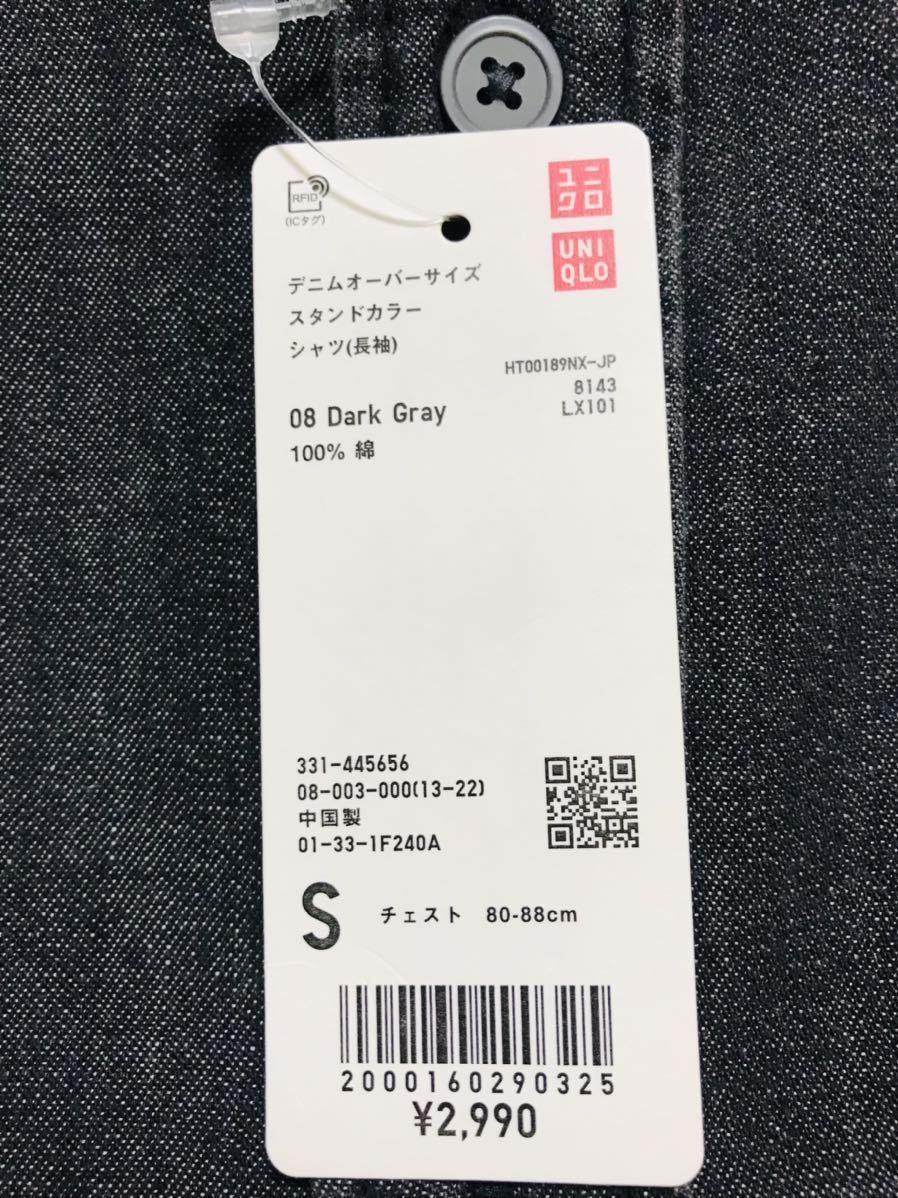 RFID
(ICタグ)
ユニ
クロ
UNI
QLO
デニムオーバーサイズ
スタンドカラー
シャツ(長袖)
HT00189NX-JP
8143
LX101
08 Dark Gray
100% 綿
331-445656
08-003-000(13-22)
中国製
01-33-1F240A
S チェスト 80-88cm
2000160290325
¥2,990